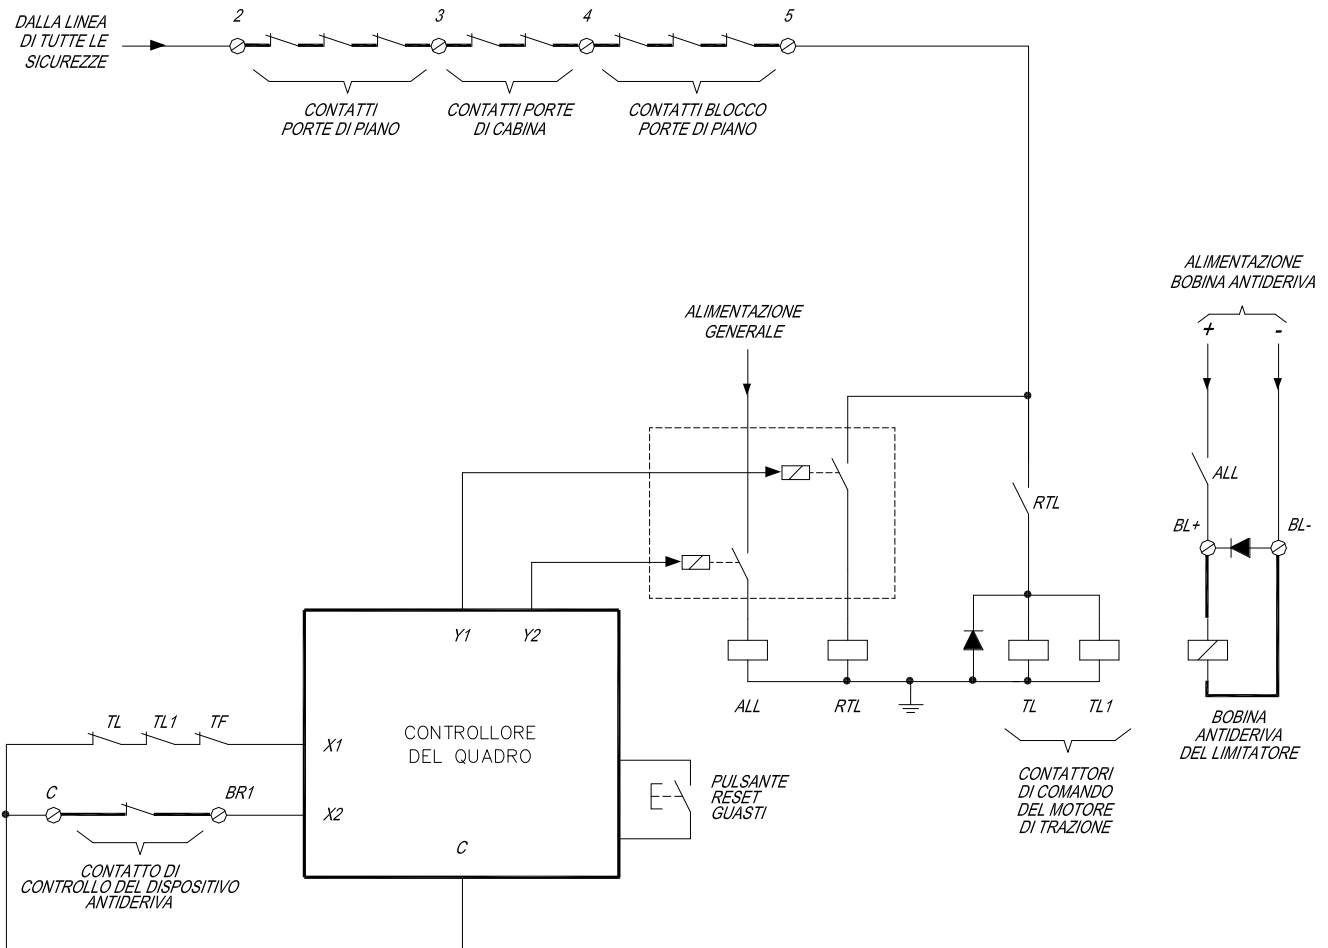 DALLA LINEA
DI TUTTE LE
SICUREZZE
2
3
4
5
CONTATTI
PORTE DI PIANO
CONTATTI PORTE
DI CABINA
CONTATTI BLOCCO
PORTE DI PIANO
ALIMENTAZIONE
BOBINA ANTIDERIVA
+
-
ALIMENTAZIONE
GENERALE
ALL
RTL
BL+
BL-
Y1
Y2
ALL
RTL
TL
TL1
BOBINA
ANTIDERIVA
DEL LIMITATORE
TL
TL1
TF
X1
CONTROLLORE
DEL QUADRO
C
BR1
X2
C
PULSANTE
RESET
GUASTI
CONTATTORI
DI COMANDO
DEL MOTORE
DI TRAZIONE
CONTATTO DI
CONTROLLO DEL DISPOSITIVO
ANTIDERIVA